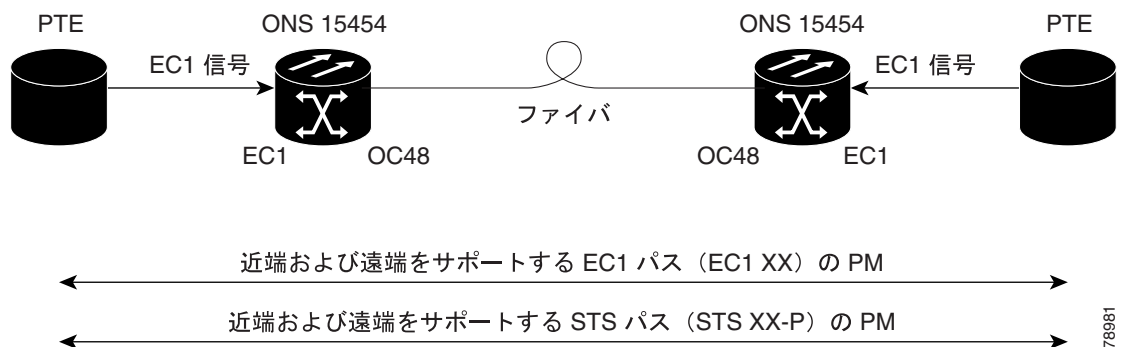 PTE
ONS 15454
ONS 15454
PTE
EC1 信号
EC1 信号
ファイバ
EC1
OC48
OC48
EC1
近端および遠端をサポートする EC1 パス（EC1 XX）の PM
近端および遠端をサポートする STS パス（STS XX-P）の PM
78981